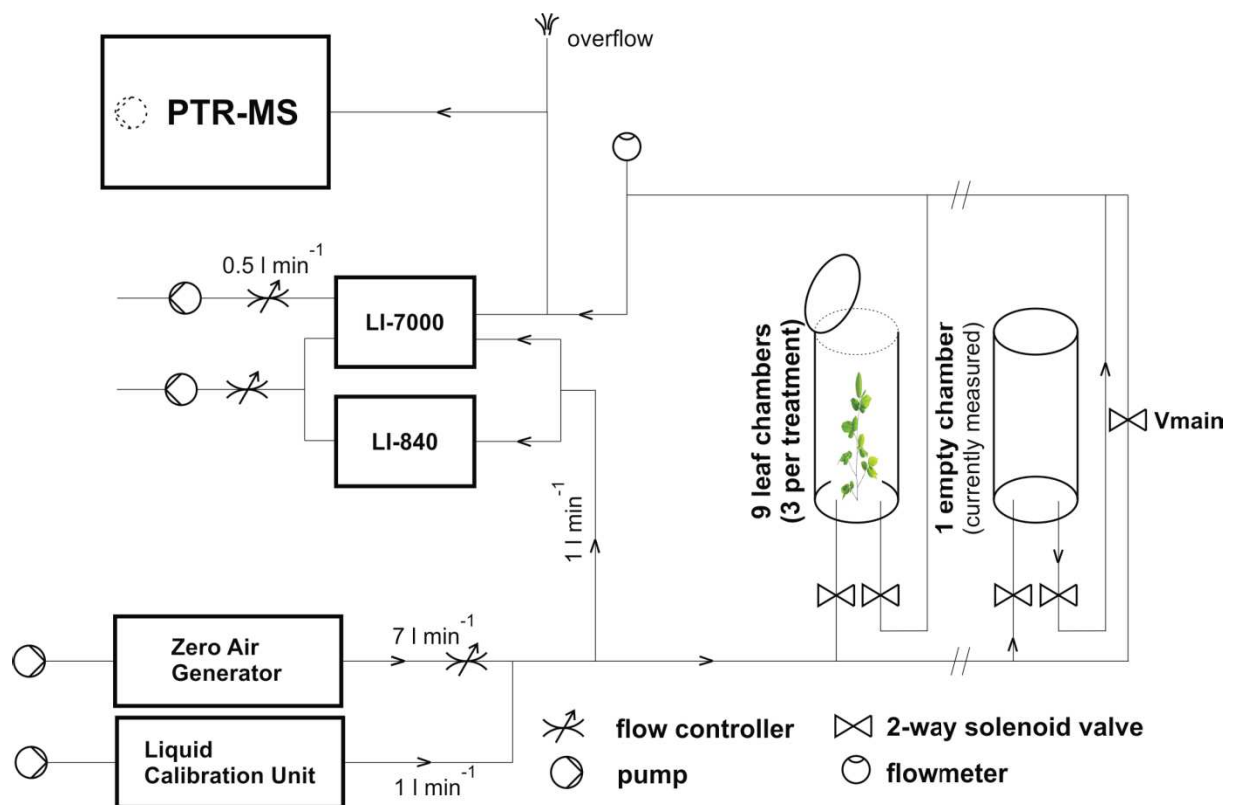 overflow
PTR-MS
0.5 l min⁻¹
LI-7000
LI-840
1 l min⁻¹
9 leaf chambers
(3 per treatment)
1 empty chamber
(currently measured)
Vmain
Zero Air
Generator
7 l min⁻¹
Liquid
Calibration Unit
1 l min⁻¹
flow controller
2-way solenoid valve
pump
flowmeter